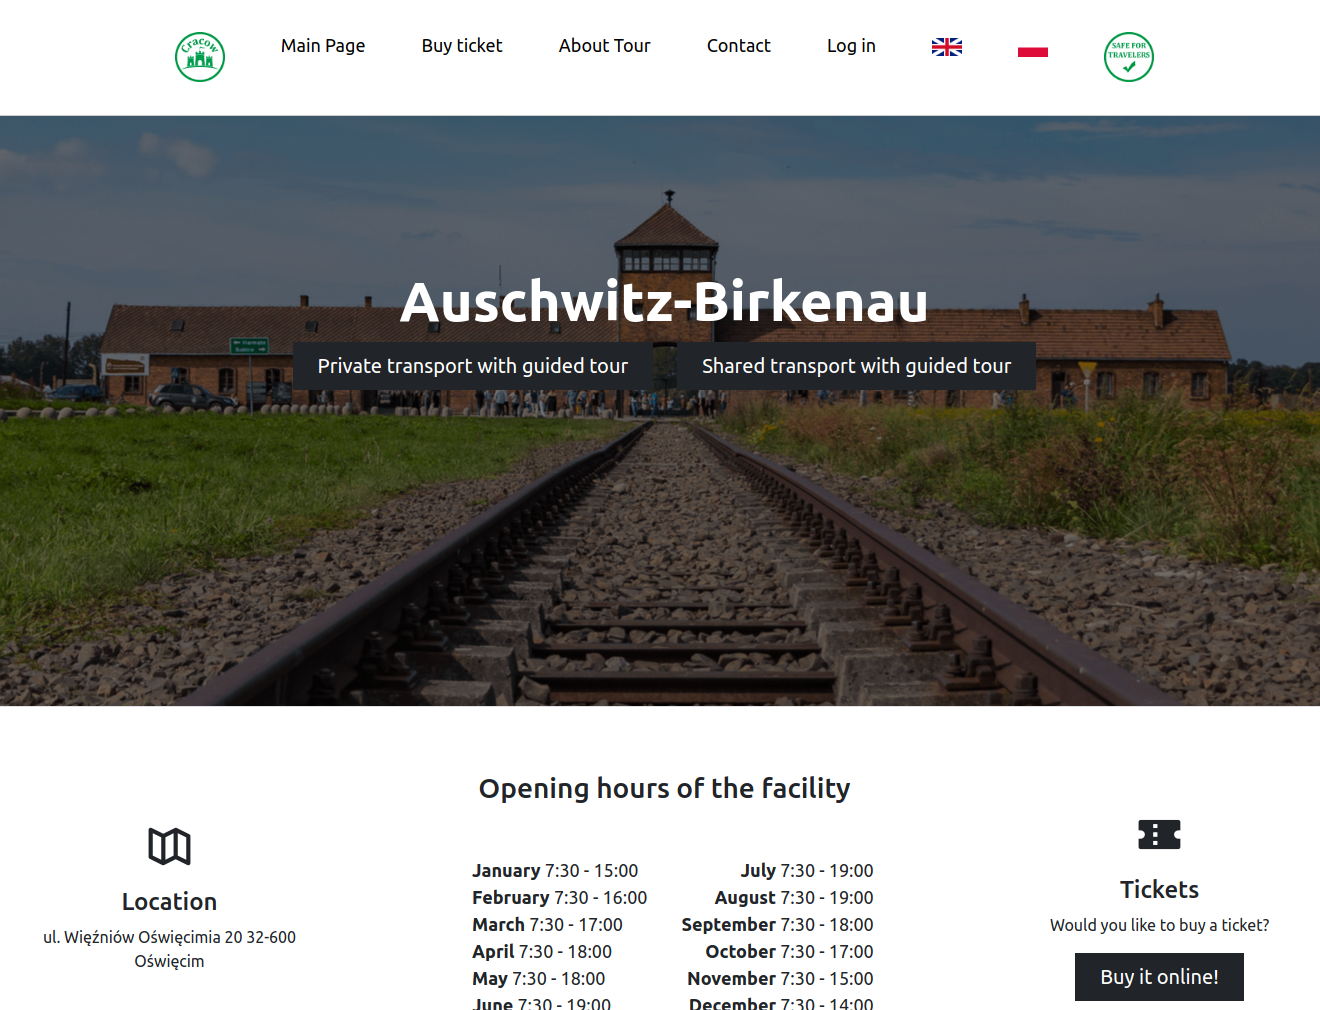 Cracow
Main Page
Buy ticket
About Tour
Contact
Log in
SAFE FOR
TRAVELERS
Auschwitz-Birkenau
Private transport with guided tour
Shared transport with guided tour
Location
ul. Więźniów Oświęcimia 20 32-600
Oświęcim
Opening hours of the facility
January 7:30 - 15:00
February 7:30 - 16:00
March 7:30 - 17:00
April 7:30 - 18:00
May 7:30 - 18:00
June 7:30 - 19:00
July 7:30 - 19:00
August 7:30 - 19:00
September 7:30 - 18:00
October 7:30 - 17:00
November 7:30 - 15:00
December 7:30 - 14:00
Tickets
Would you like to buy a ticket?
Buy it online!